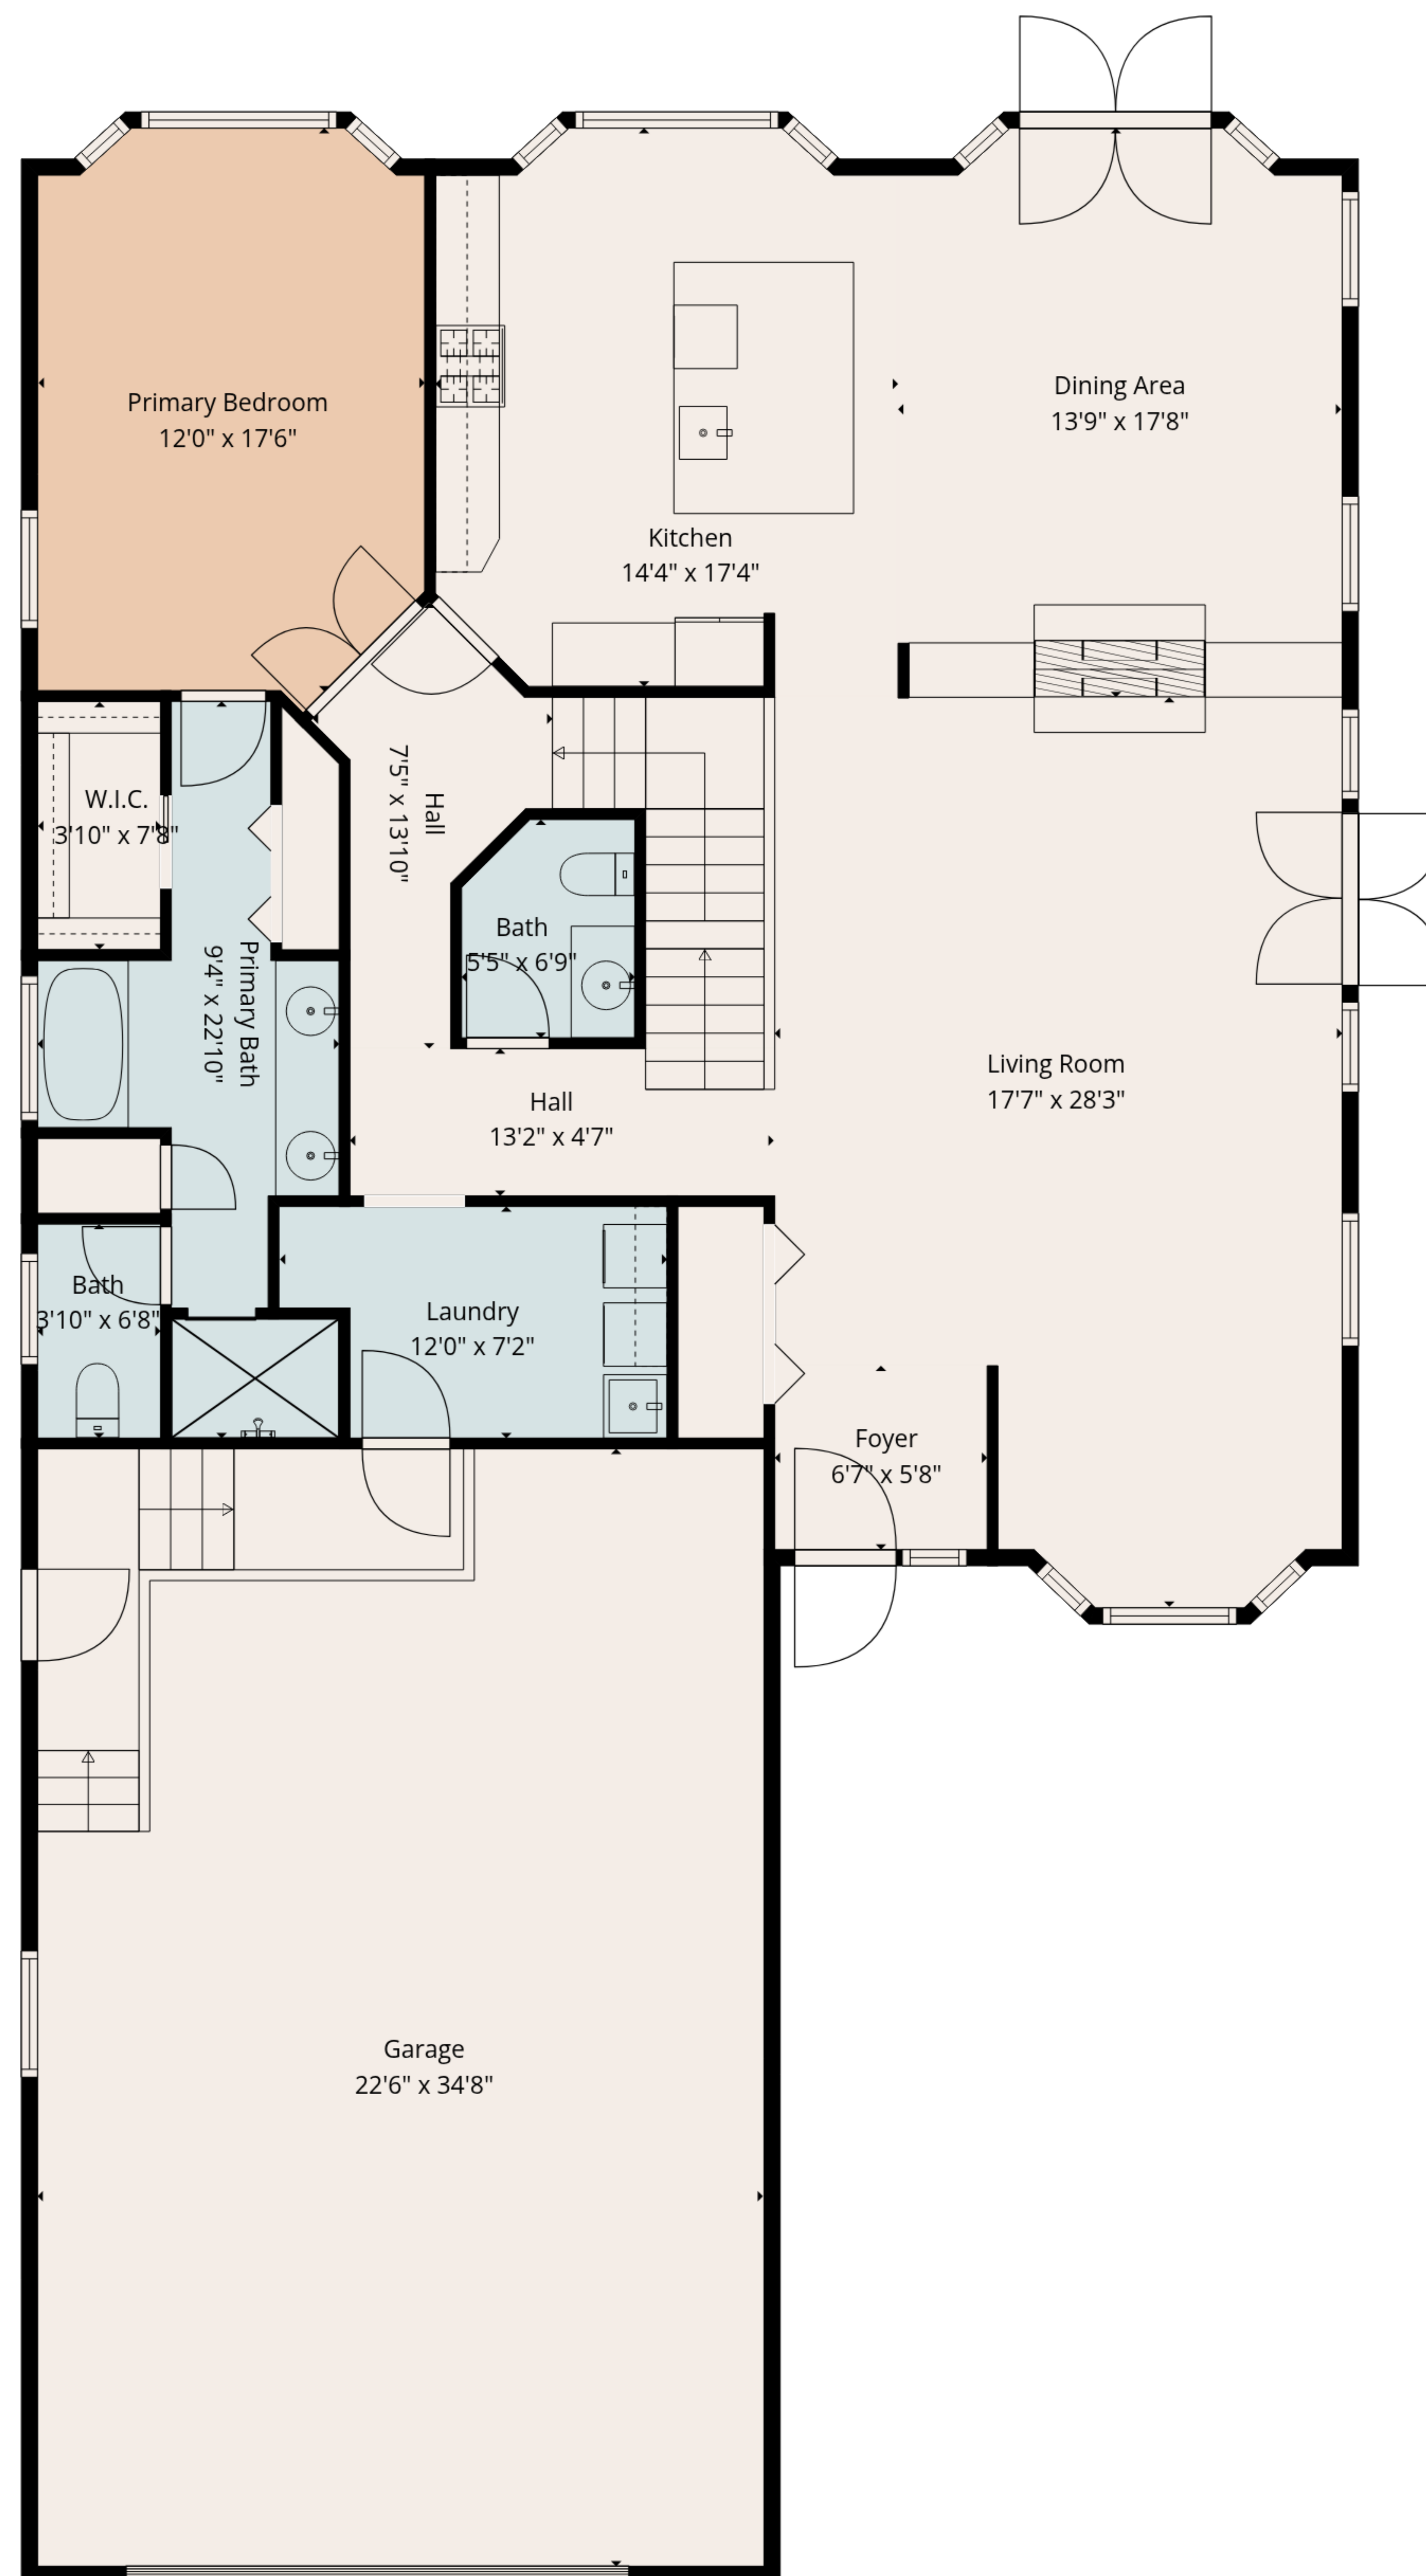 Primary Bedroom
12'0" x 17'6"
Dining Area
13'9" x 17'8"
Kitchen
14'4" x 17'4"
W.I.C.
3'10" x 7'8"
Hall
7'5" x 13'10"
Bath
5'5" x 6'9"
Primary Bath
9'4" x 22'10"
Living Room
17'7" x 28'3"
Hall
13'2" x 4'7"
Bath
3'10" x 6'8"
Laundry
12'0" x 7'2"
Foyer
6'7" x 5'8"
Garage
22'6" x 34'8"